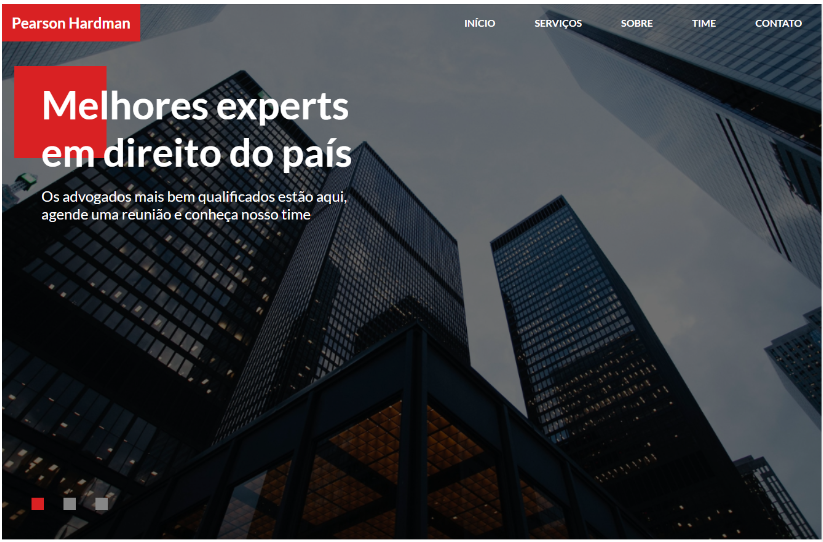 Pearson Hardman
INÍCIO SERVIÇOS SOBRE TIME CONTATO
Melhores experts
em direito do país
Os advogados mais bem qualificados estão aqui,
agende uma reunião e conheça nosso time